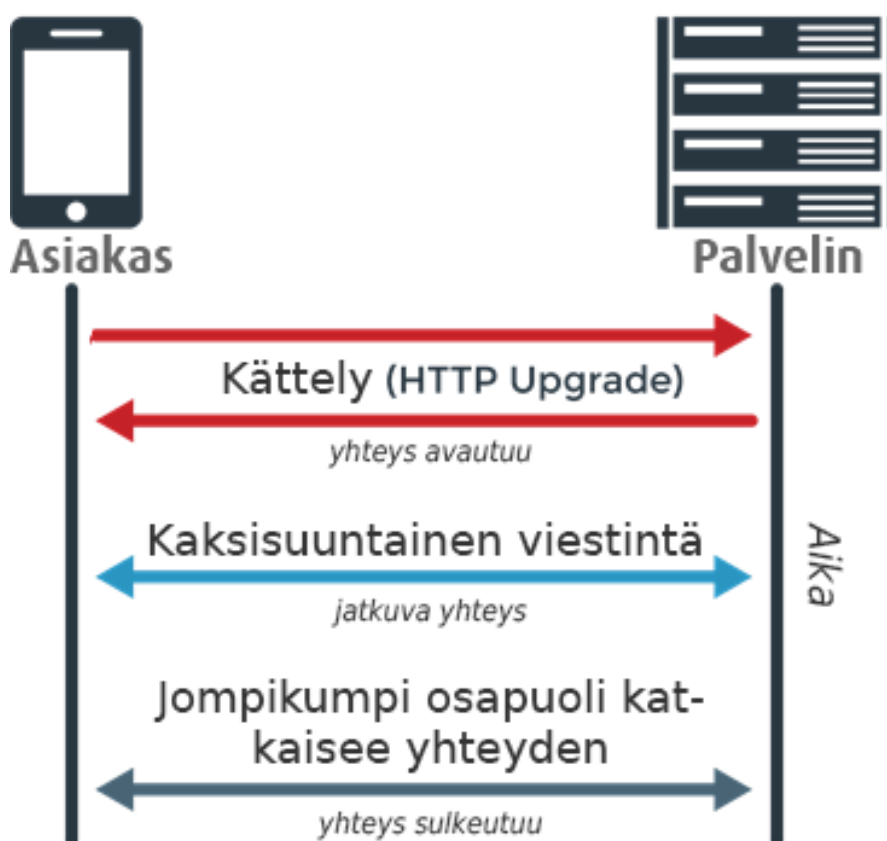 Asiakas
Palvelin
Kättely (HTTP Upgrade)
yhteys avautuu
Kaksisuuntainen viestintä
jatkuva yhteys
Aika
Jompikumpi osapuoli kat-
kaisee yhteyden
yhteys sulkeutuu